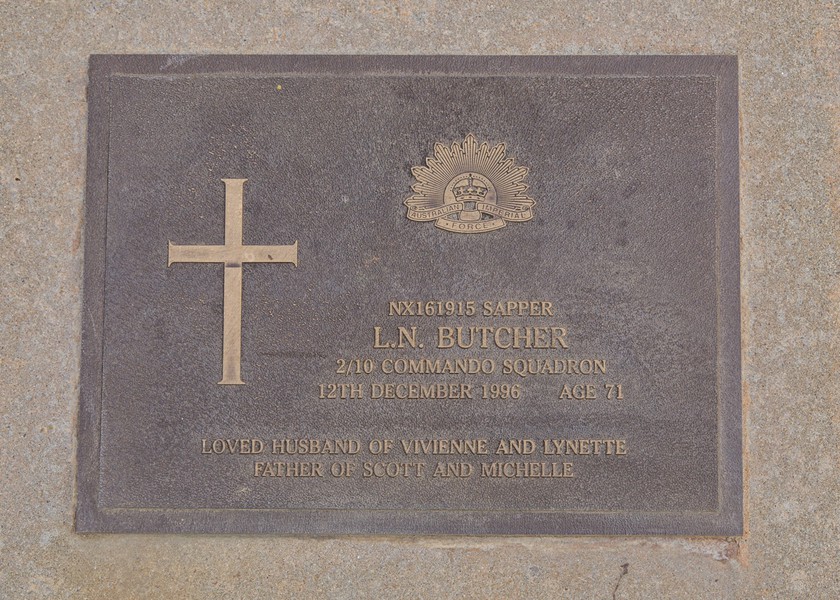 AUSTRALIAN IMPERIAL
FORCE
NX161915 SAPPER
L.N. BUTCHER
2/10 COMMANDO SQUADRON
12TH DECEMBER 1996 AGE 71
LOVED HUSBAND OF VIVIENNE AND LYNETTE
FATHER OF SCOTT AND MICHELLE